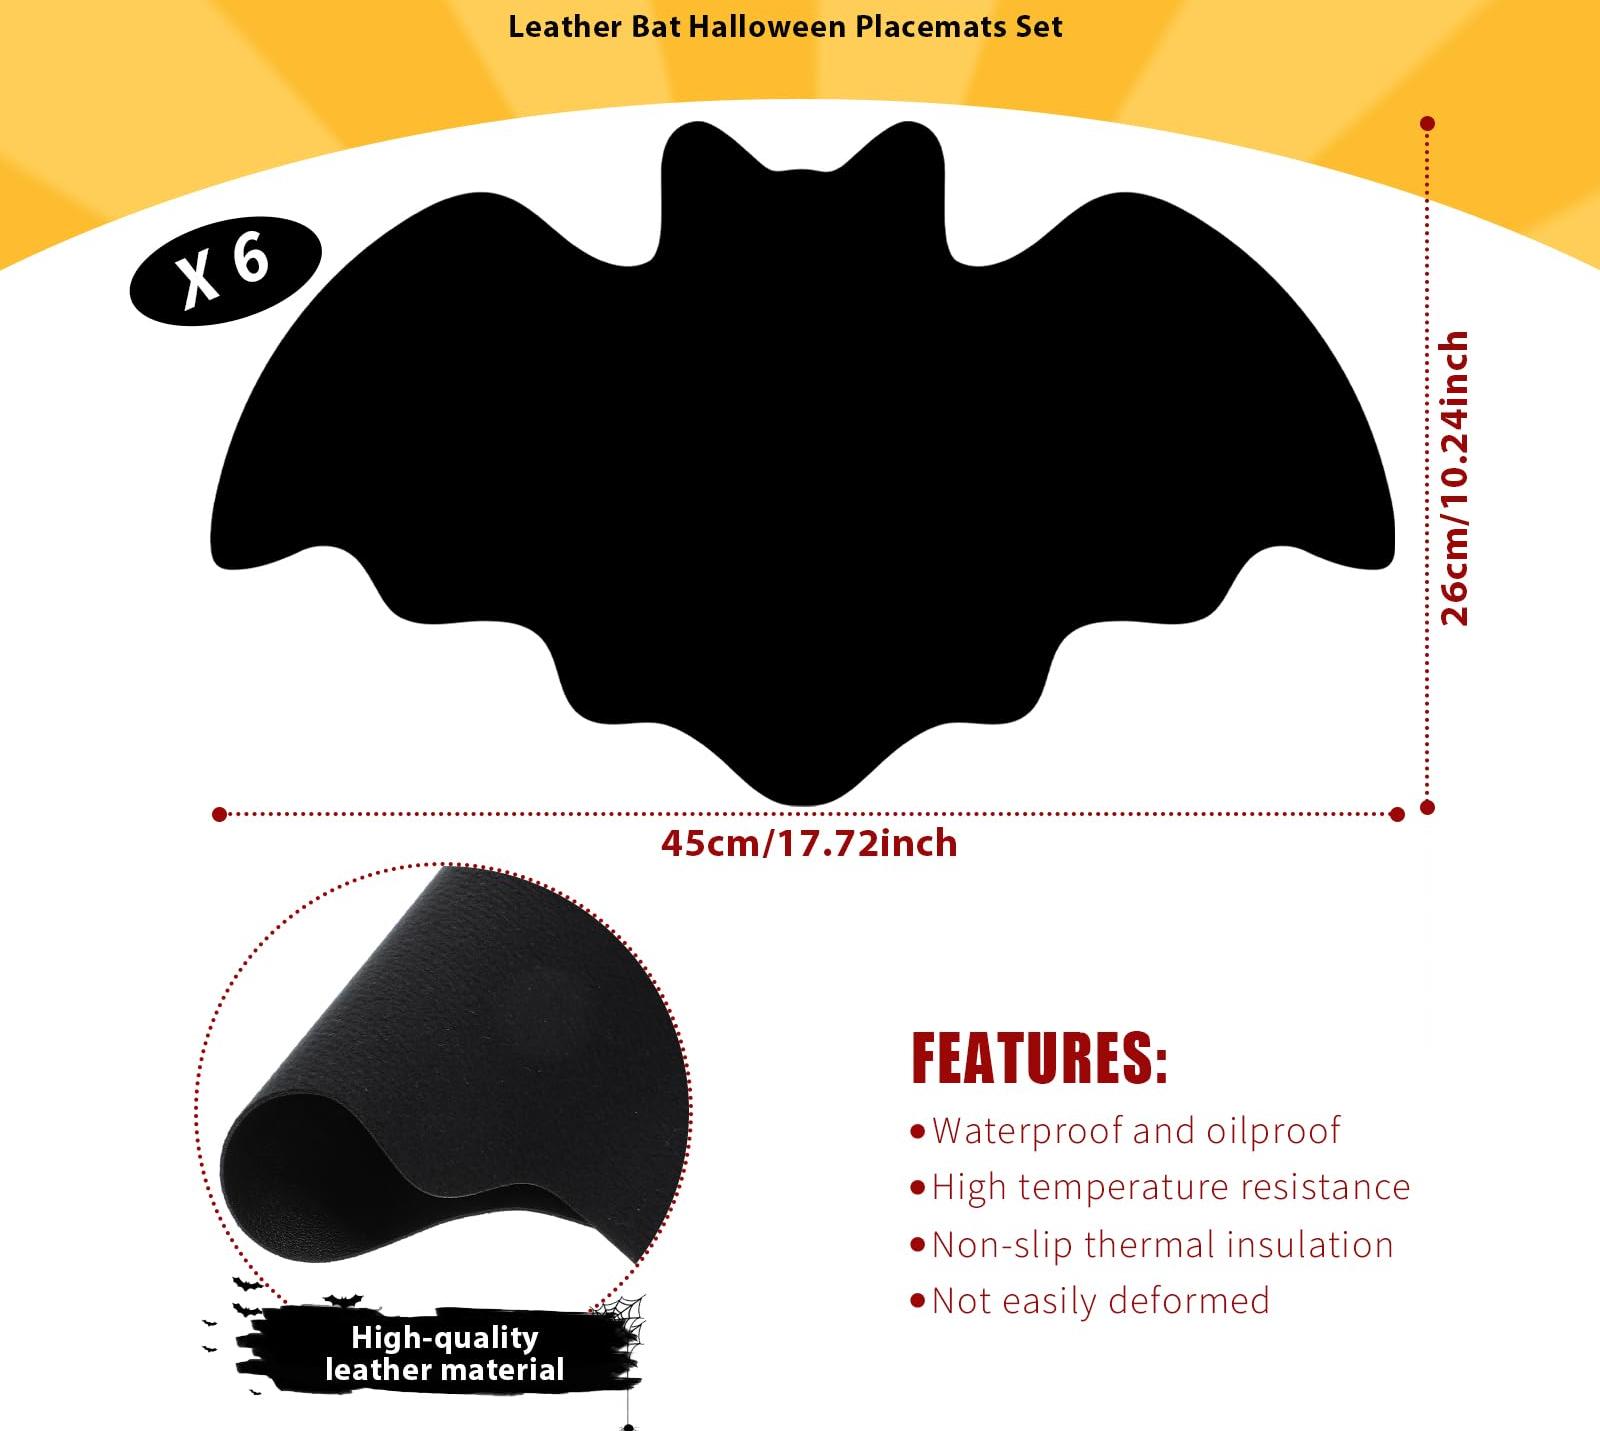 Leather Bat Halloween Placemats Set
X 6
26cm/10.24inch
45cm/17.72inch
FEATURES:
•Waterproof and oilproof
•High temperature resistance
•Non-slip thermal insulation
•Not easily deformed
High-quality
leather material